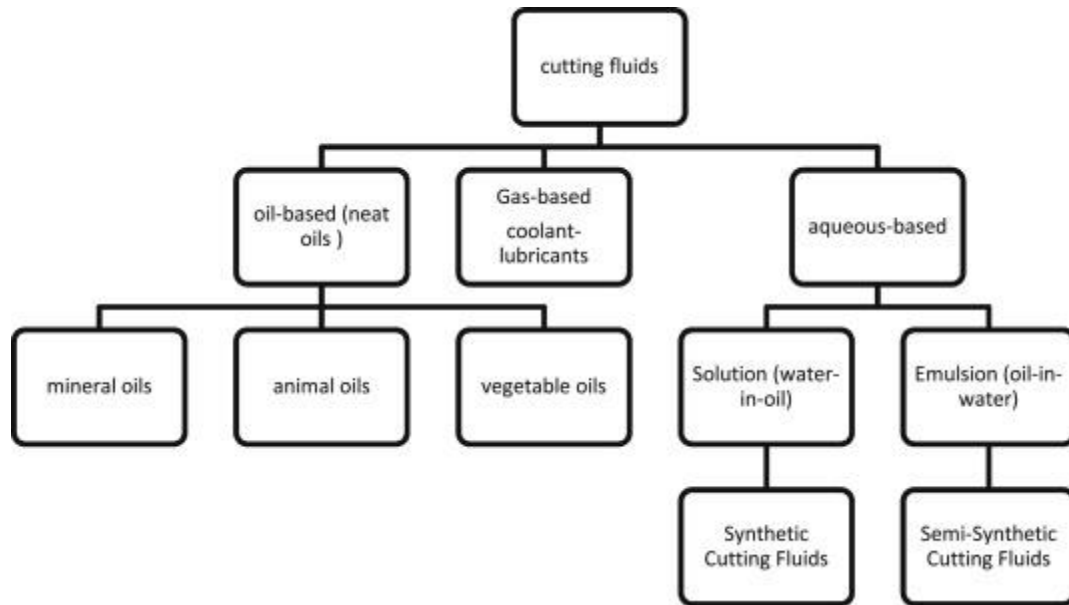 cutting fluids
oil-based (neat
oils )
Gas-based
coolant-
lubricants
aqueous-based
mineral oils
animal oils
vegetable oils
Solution (water-
in-oil)
Emulsion (oil-in-
water)
Synthetic
Cutting Fluids
Semi-Synthetic
Cutting Fluids